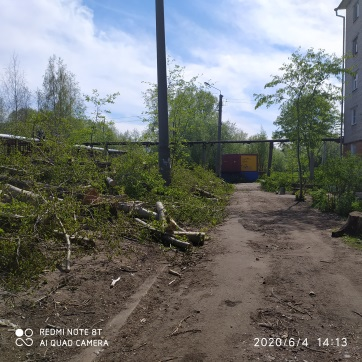 REDMI NOTE 8T
AI QUAD CAMERA
2020/6/4 14:13